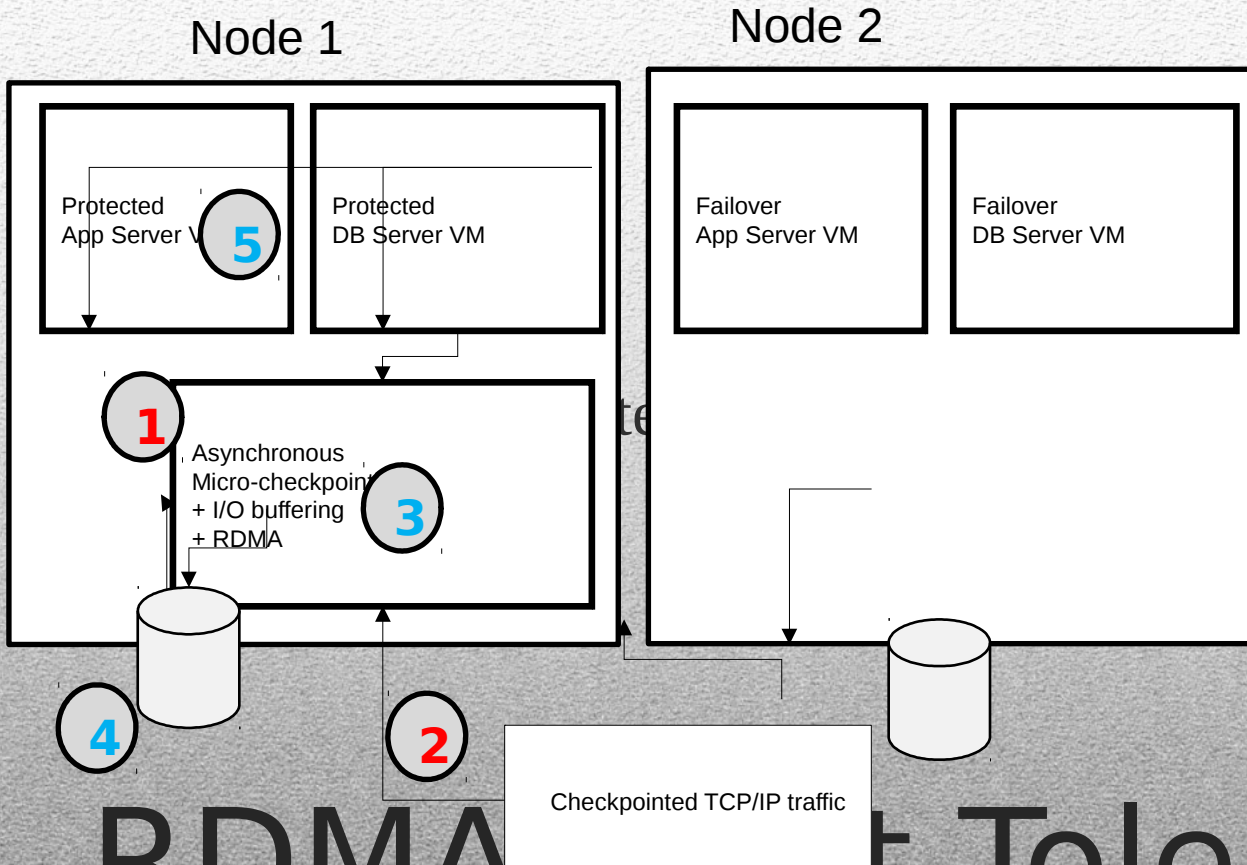 Node 1
Node 2
Protected
App Server V
5
Protected
DB Server VM
Failover
App Server VM
Failover
DB Server VM
1
Asynchronous
Micro-checkpoint
+ I/O buffering
+ RDMA
3
4
2
Checkpointed TCP/IP traffic
RDMA